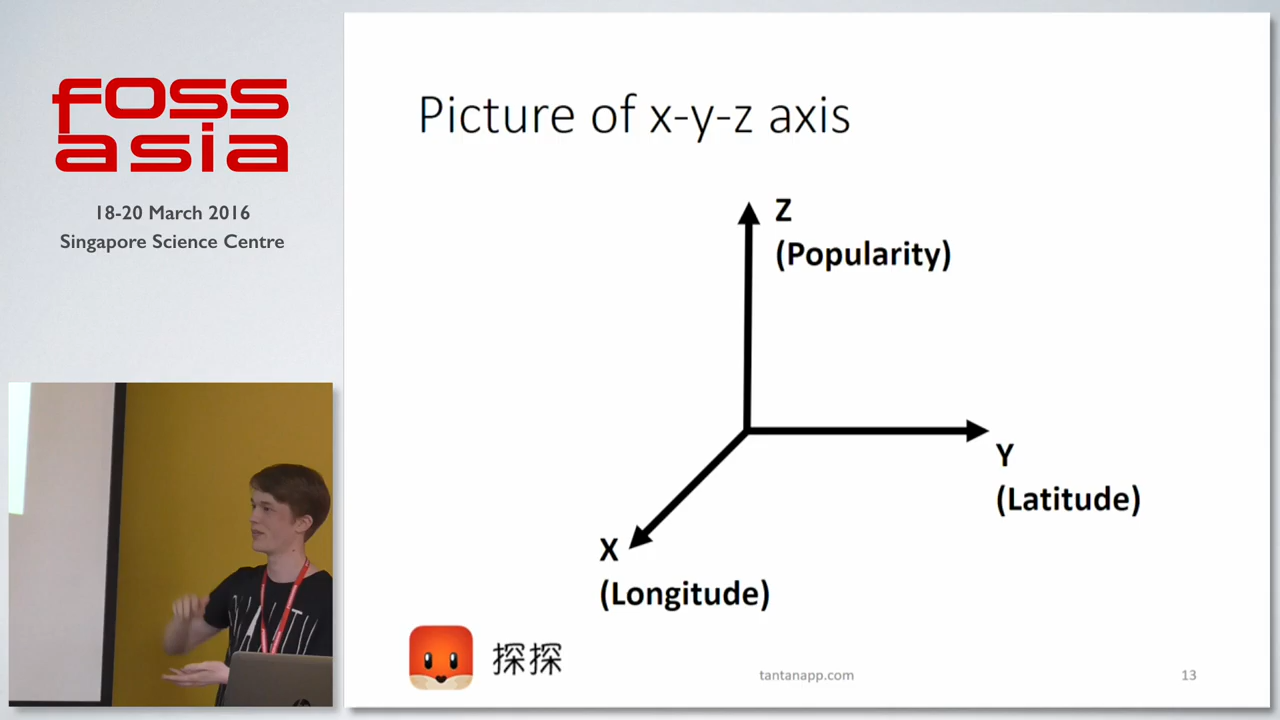 foss
asia
18-20 March 2016
Singapore Science Centre
Picture of x-y-z axis
Z
(Popularity)
Y
(Latitude)
X
(Longitude)
探探
tantanapp.com
13